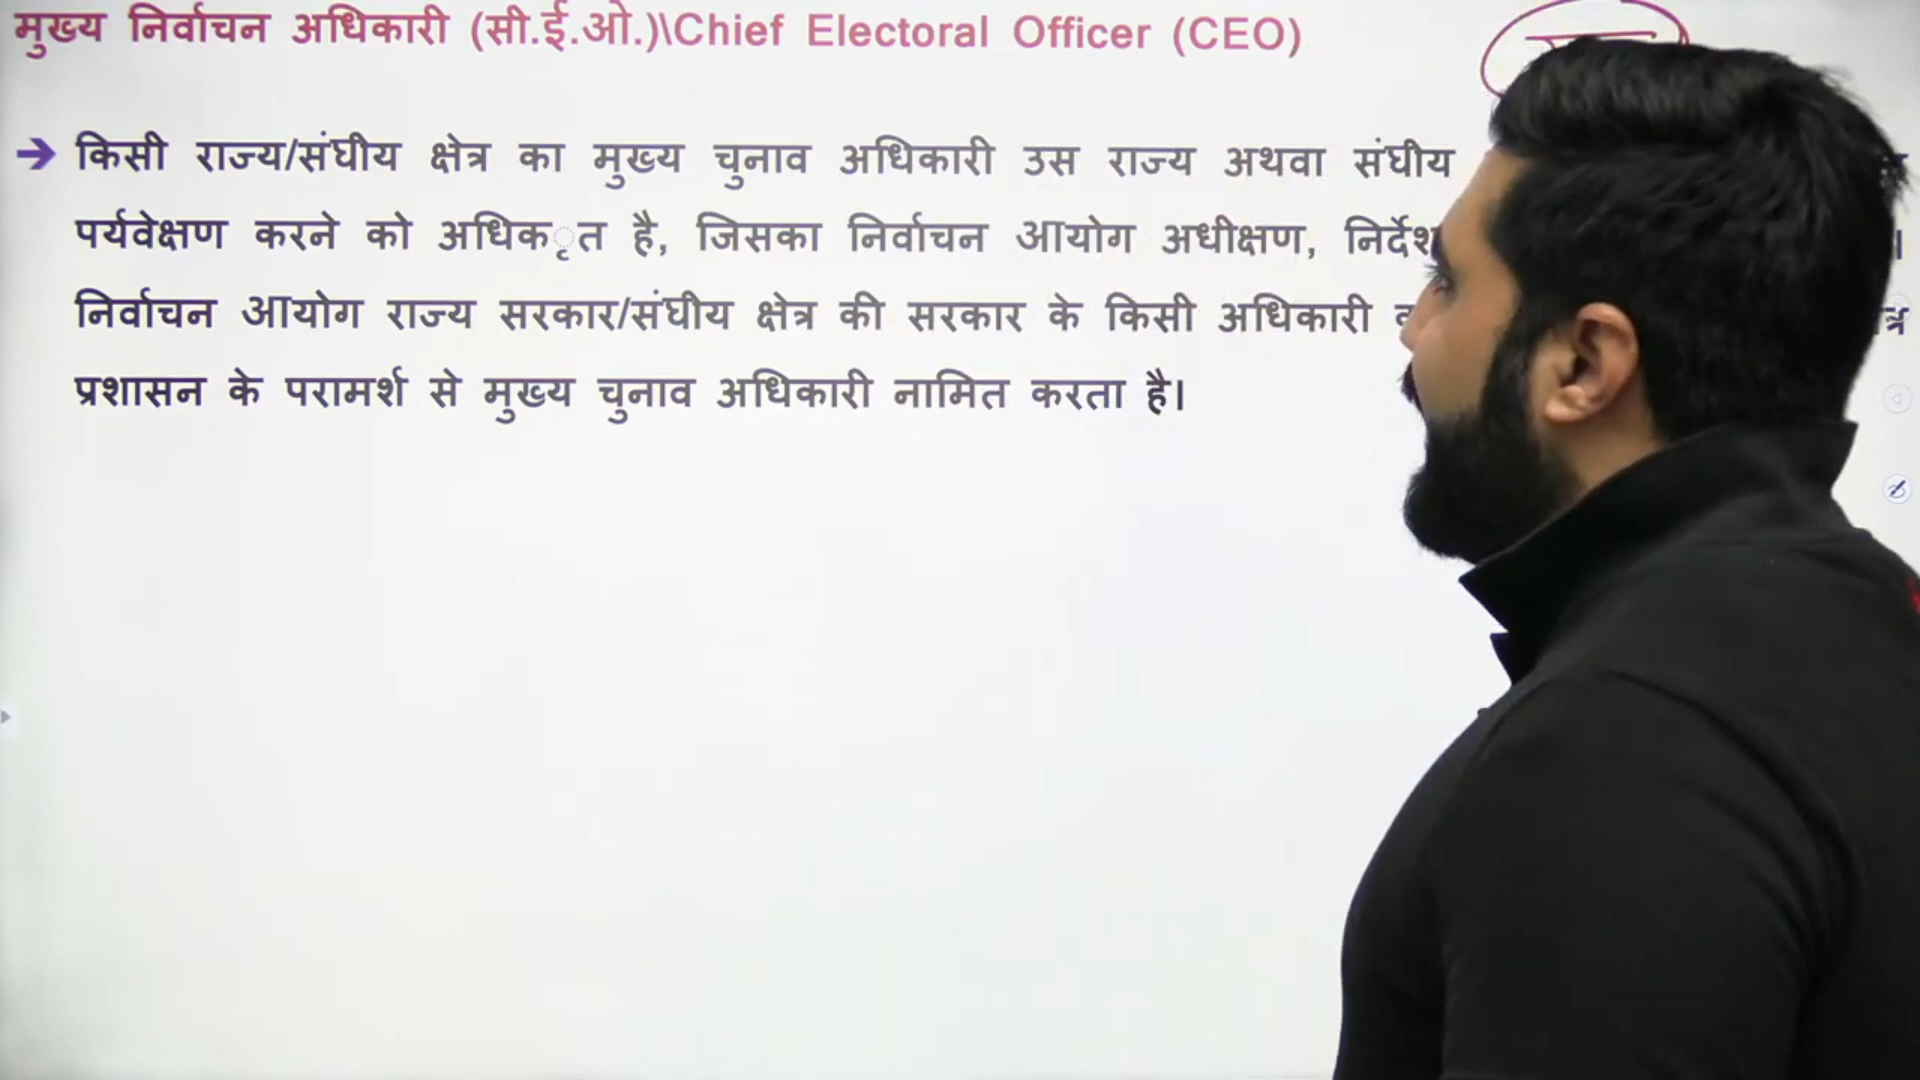 मुख्य निर्वाचन अधिकारी (सी.ई.ओ.)\Chief Electoral Officer (CEO)
➔ किसी राज्य/संघीय क्षेत्र का मुख्य चुनाव अधिकारी उस राज्य अथवा संघीय
पर्यवेक्षण करने को अधिक ृत है, जिसका निर्वाचन आयोग अधीक्षण,
निर्वाचन आयोग राज्य सरकार/संघीय क्षेत्र की सरकार के किसी अधिकारी
प्रशासन के परामर्श से मुख्य चुनाव अधिकारी नामित करता है।